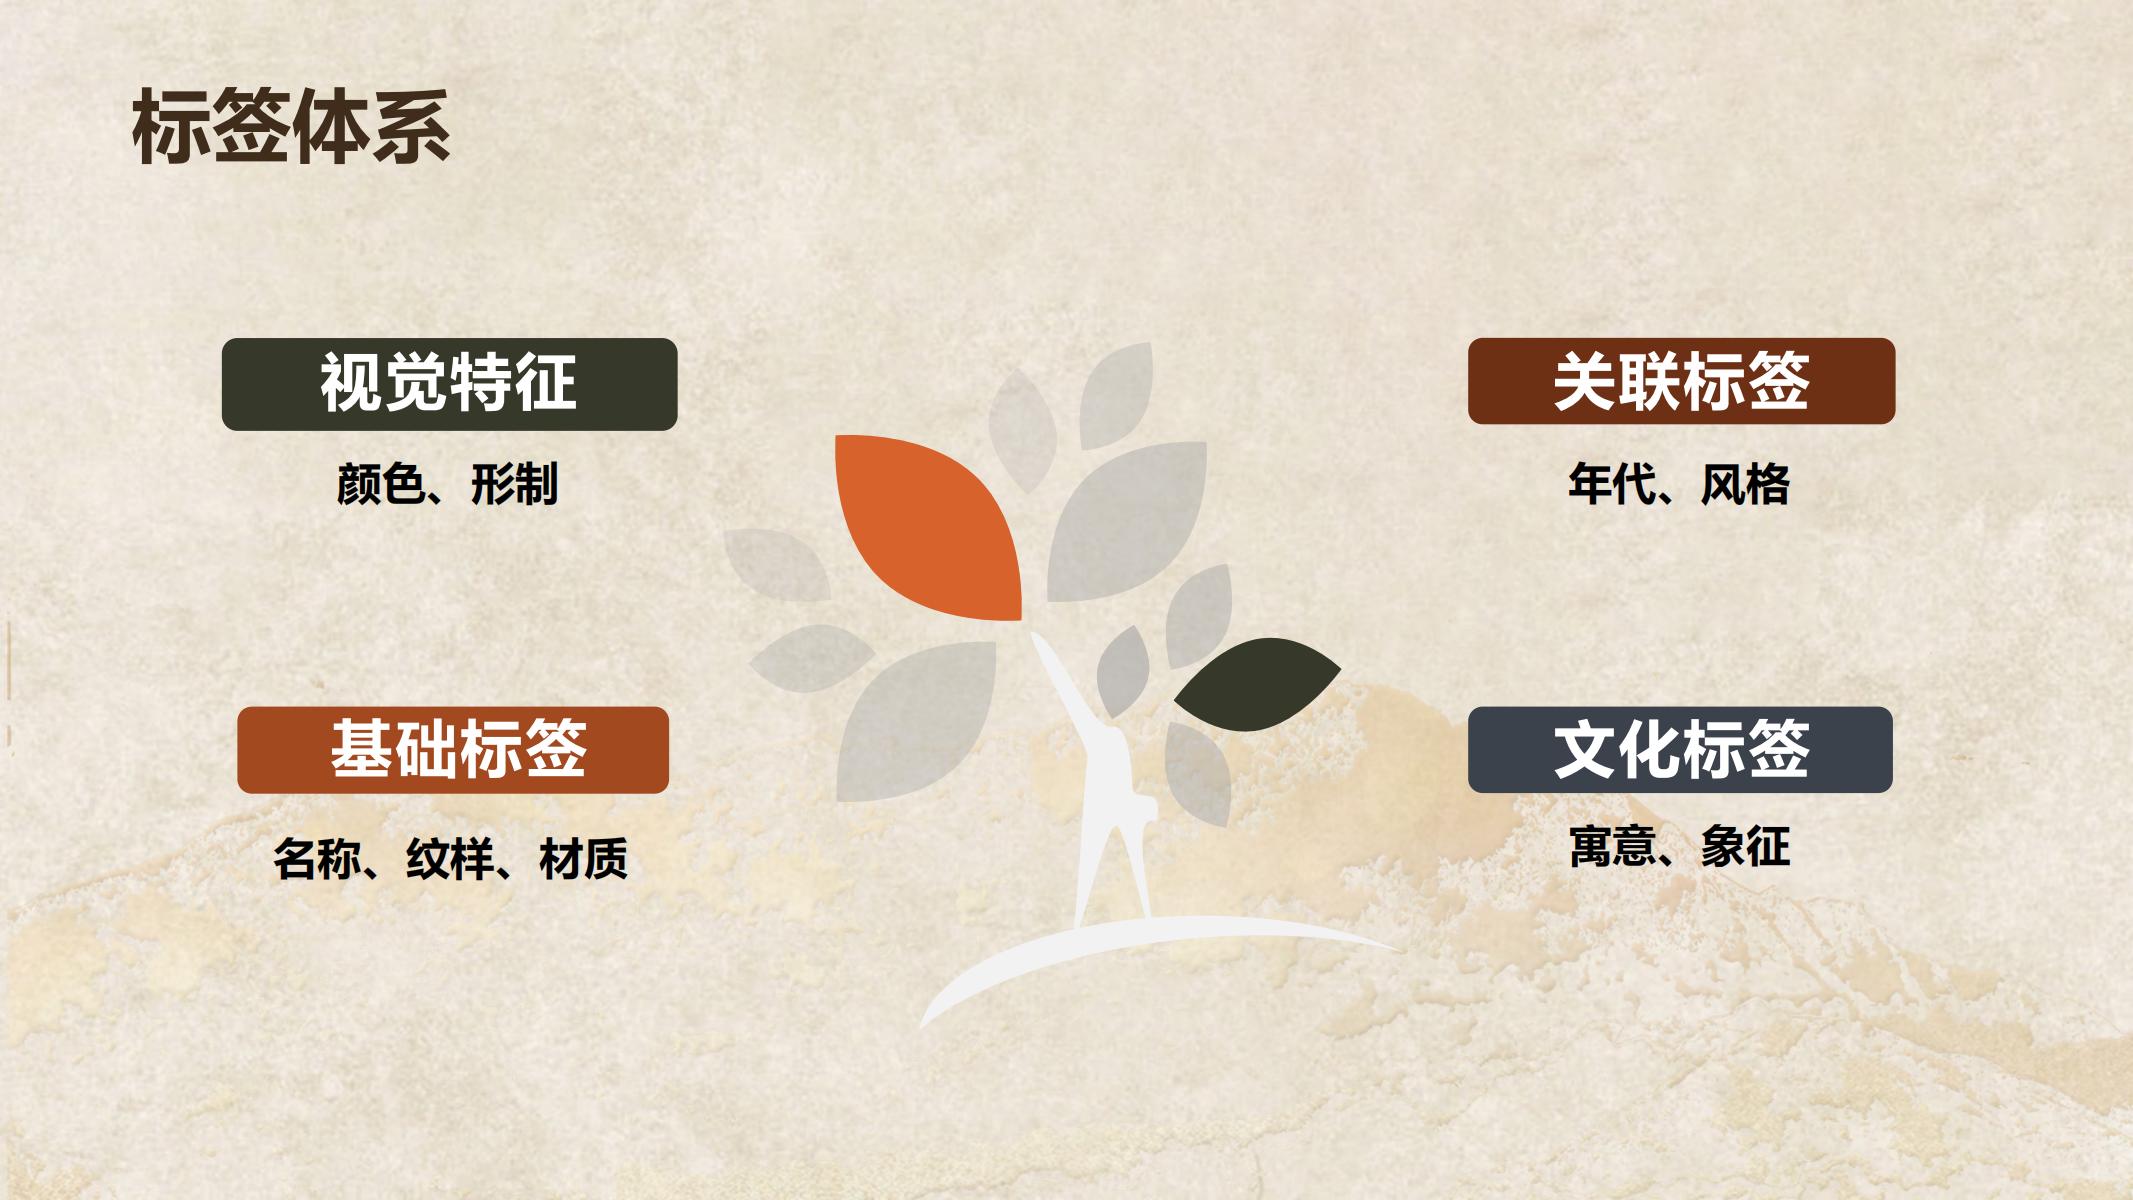 标签体系
视觉特征
颜色、形制
关联标签
年代、风格
基础标签
名称、纹样、材质
文化标签
寓意、象征